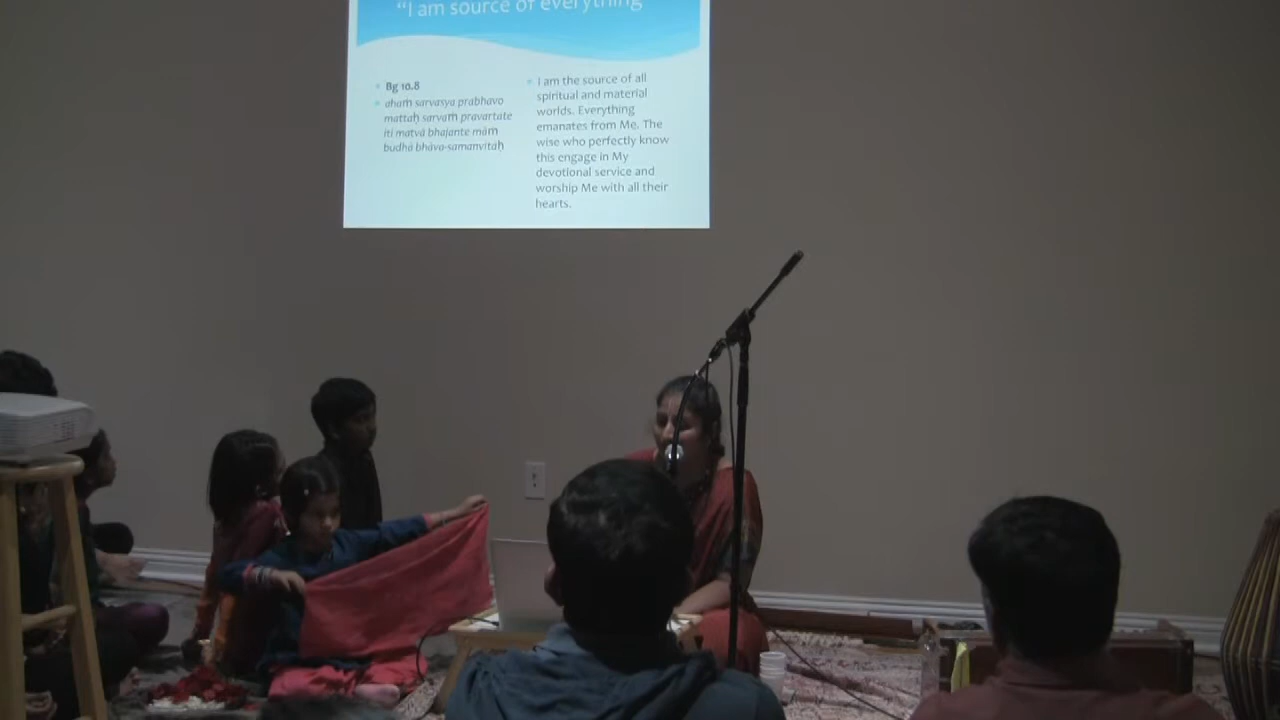 “I am source of everything”
Bg 10.8
ahaṁ sarvasya prabhavo
mattaḥ sarvaṁ pravartate
iti matvā bhajante māṁ
budhā bhāva-samanvitāḥ
I am the source of all
spiritual and material
worlds. Everything
emanates from Me. The
wise who perfectly know
this engage in My
devotional service and
worship Me with all their
hearts.